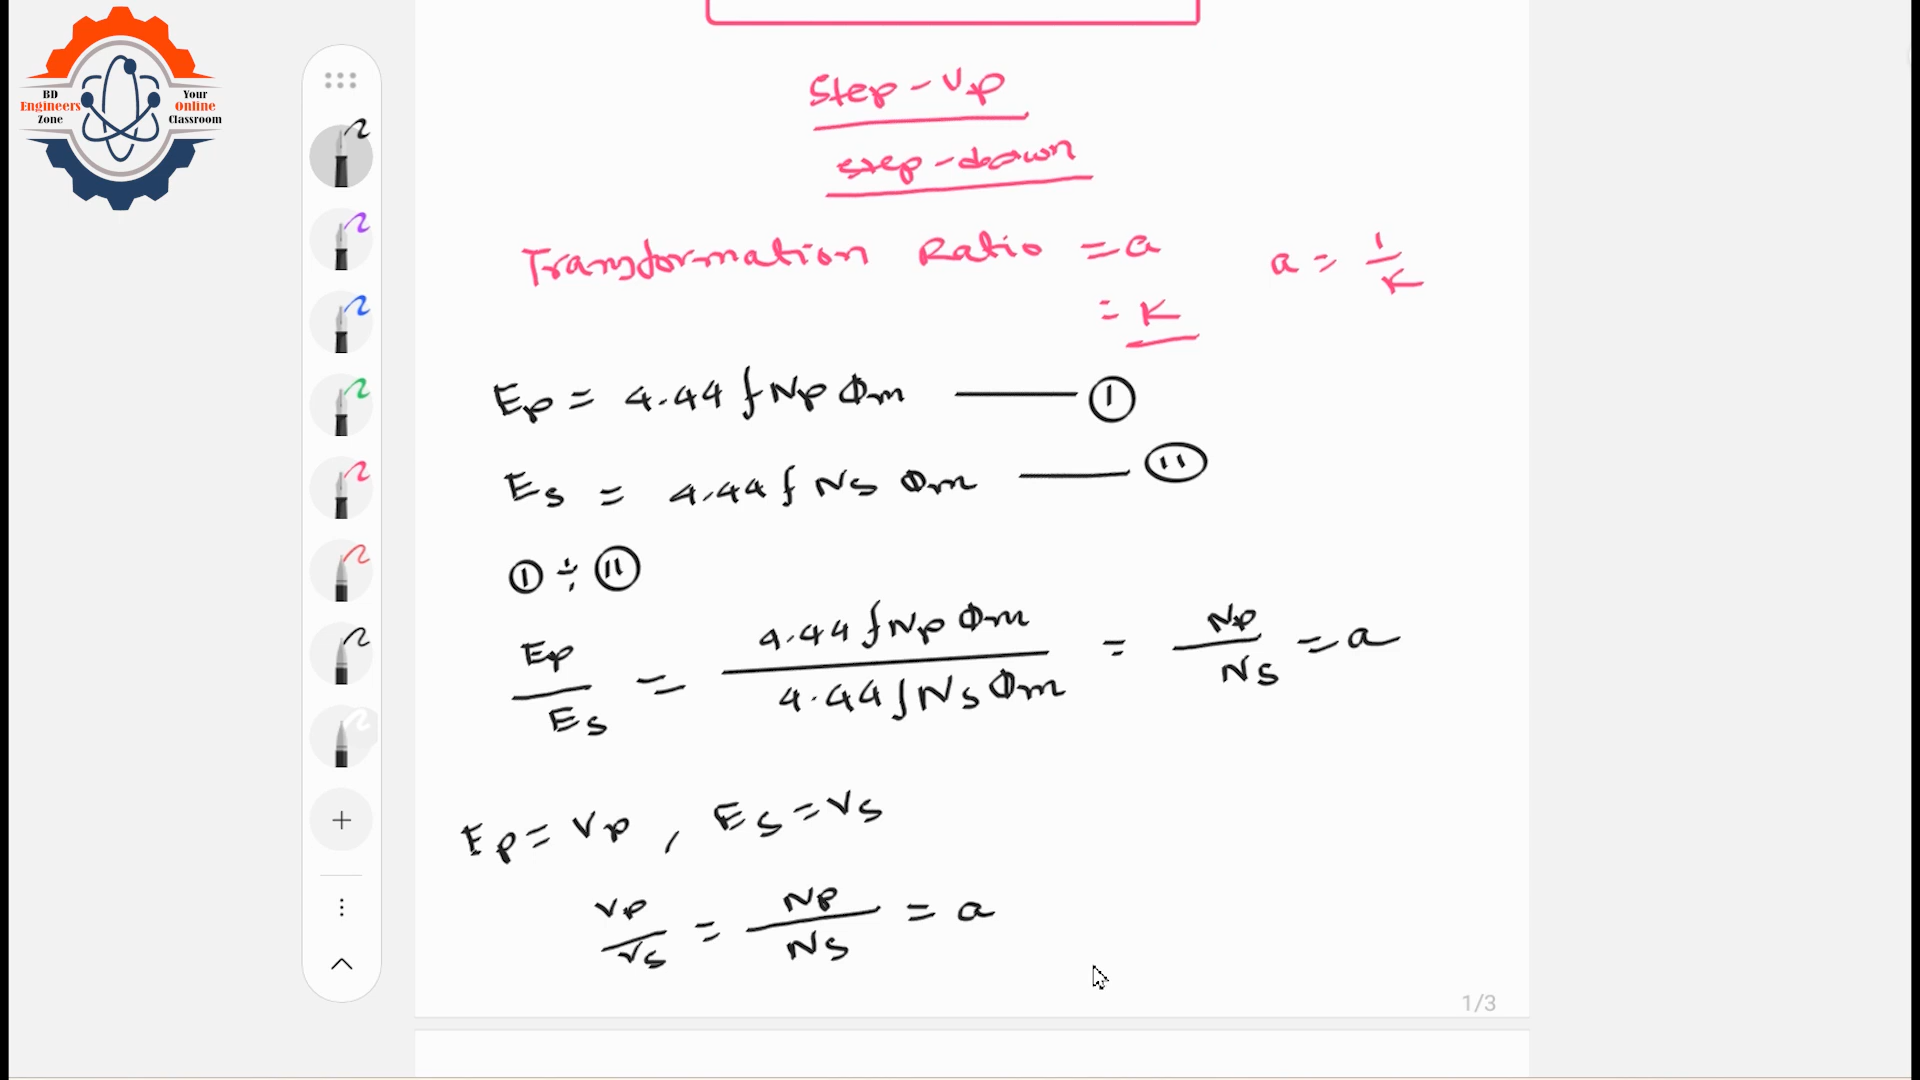 BD
Engineers
Zone
Your
Online
Classroom
Step-up
step-down
Transformation Ratio = a
= K
a = 1/K
Ep = 4.44 f Np Φm —— (I)
Es = 4.44 f Ns Φm —— (II)
(I) ÷ (II)
Ep/Es = 4.44 f Np Φm / 4.44 f Ns Φm = Np/Ns = a
Ep = Vp , Es = Vs
Vp/Vs = Np/Ns = a
1/3